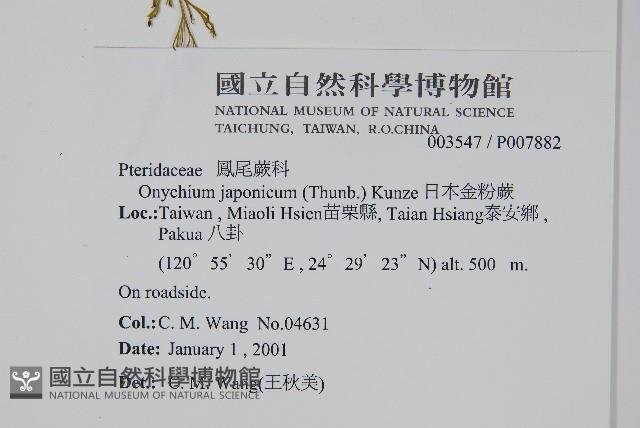 國立自然科學博物館
NATIONAL MUSEUM OF NATURAL SCIENCE
TAICHUNG, TAIWAN, R.O.CHINA
003547 / P007882
Pteridaceae 鳳尾蕨科
Onychium japonicum (Thunb.) Kunze 日本金粉蕨
Loc.:Taiwan , Miaoli Hsien苗栗縣, Taian Hsiang泰安鄉 ,
Pakua 八卦
(120° 55' 30" E , 24° 29' 23" N) alt. 500 m.
On roadside.
Col.: C. M. Wang No.04631
Date: January 1 , 2001
Det.: C. M. Wang(王秋美)
國立自然科學博物館
NATIONAL MUSEUM OF NATURAL SCIENCE